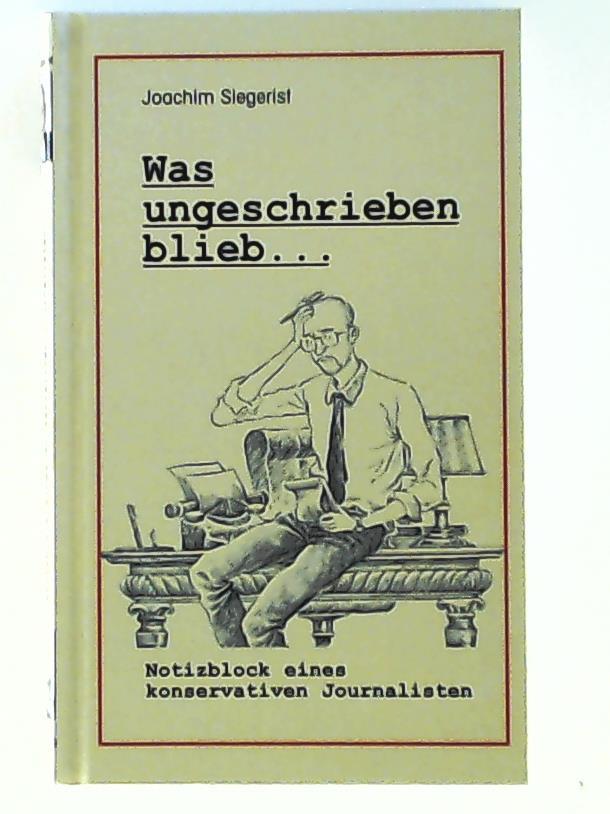 Joachim Siegerist
Was
ungeschrieben
blieb...
Notizblock eines
konservativen Journalisten